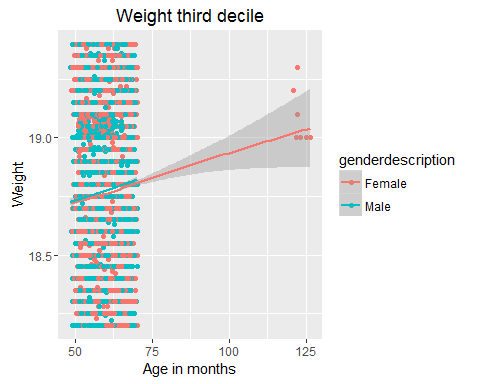 Weight third decile
Weight
19.0
18.5
50
75
100
125
Age in months
genderdescription
Female
Male